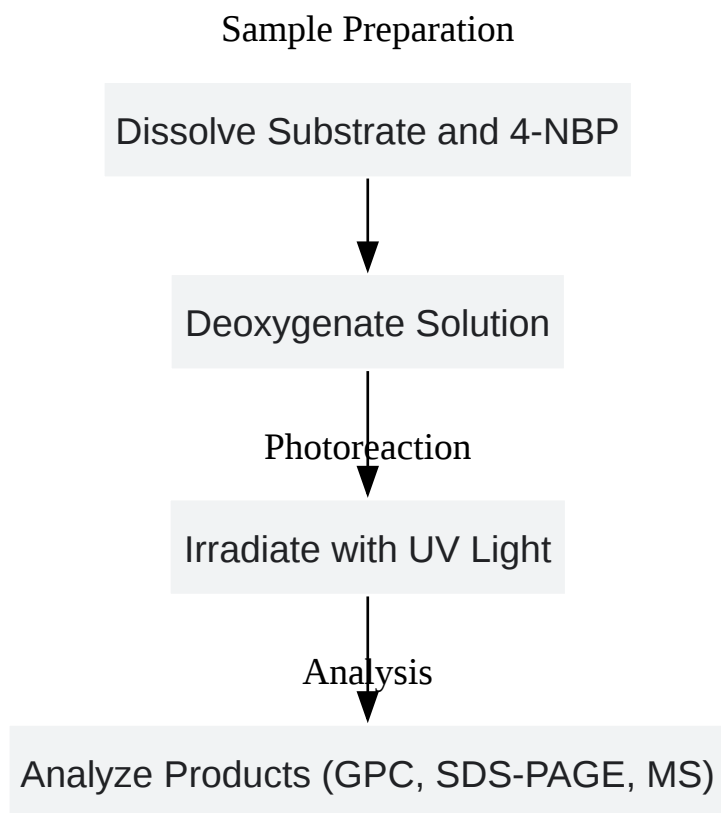 Sample Preparation
Dissolve Substrate and 4-NBP
Deoxygenate Solution
Photoreaction
Irradiate with UV Light
Analysis
Analyze Products (GPC, SDS-PAGE, MS)